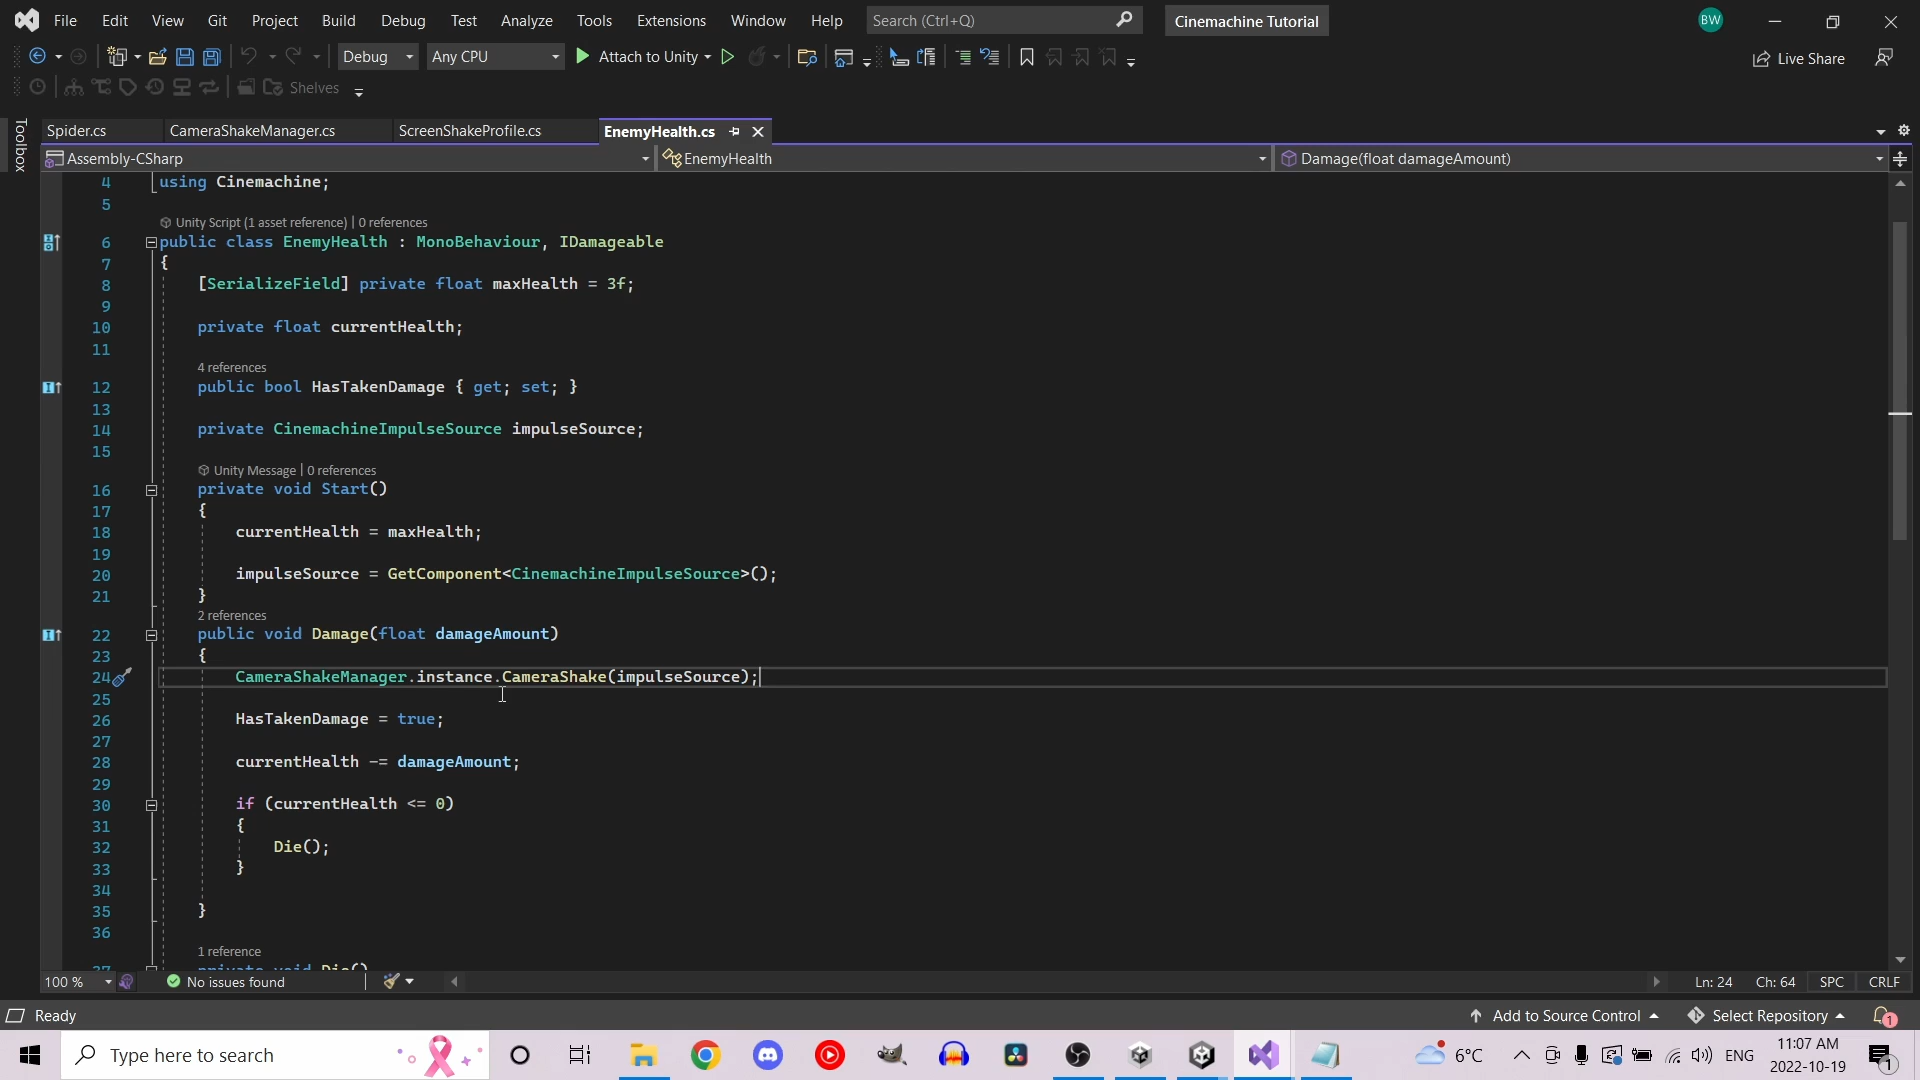 File Edit View Git Project Build Debug Test Analyze Tools Extensions Window Help Search (Ctrl+Q) Cinemachine Tutorial BW
Debug Any CPU Attach to Unity Live Share
Shelves
Toolbox
Spider.cs CameraShakeManager.cs ScreenShakeProfile.cs EnemyHealth.cs
Assembly-CSharp EnemyHealth Damage(float damageAmount)
4 using Cinemachine;
5
Unity Script (1 asset reference) | 0 references
6 public class EnemyHealth : MonoBehaviour, IDamageable
7 {
8 [SerializeField] private float maxHealth = 3f;
9
10 private float currentHealth;
11
4 references
12 public bool HasTakenDamage { get; set; }
13
14 private CinemachineImpulseSource impulseSource;
15
Unity Message | 0 references
16 private void Start()
17 {
18 currentHealth = maxHealth;
19
20 impulseSource = GetComponent<CinemachineImpulseSource>();
21 }
2 references
22 public void Damage(float damageAmount)
23 {
24 CameraShakeManager.instance.CameraShake(impulseSource);
25
26 HasTakenDamage = true;
27
28 currentHealth -= damageAmount;
29
30 if (currentHealth <= 0)
31 {
32 Die();
33 }
34
35 }
36
1 reference
37 private void Die()
100 % No issues found Ln: 24 Ch: 64 SPC CRLF
Ready Add to Source Control Select Repository 1
Type here to search 6°C ENG 11:07 AM
2022-10-19 1